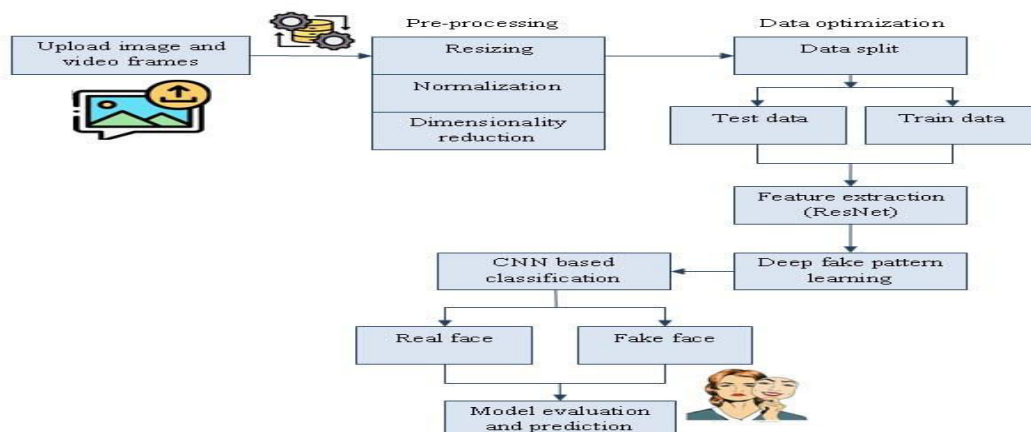 Pre-processing
Data optimization
Upload image and
video frames
Resizing
Normalization
Dimensionality
reduction
Data split
Test data
Train data
Feature extraction
(ResNet)
Deep fake pattern
learning
CNN based
classification
Real face
Fake face
Model evaluation
and prediction